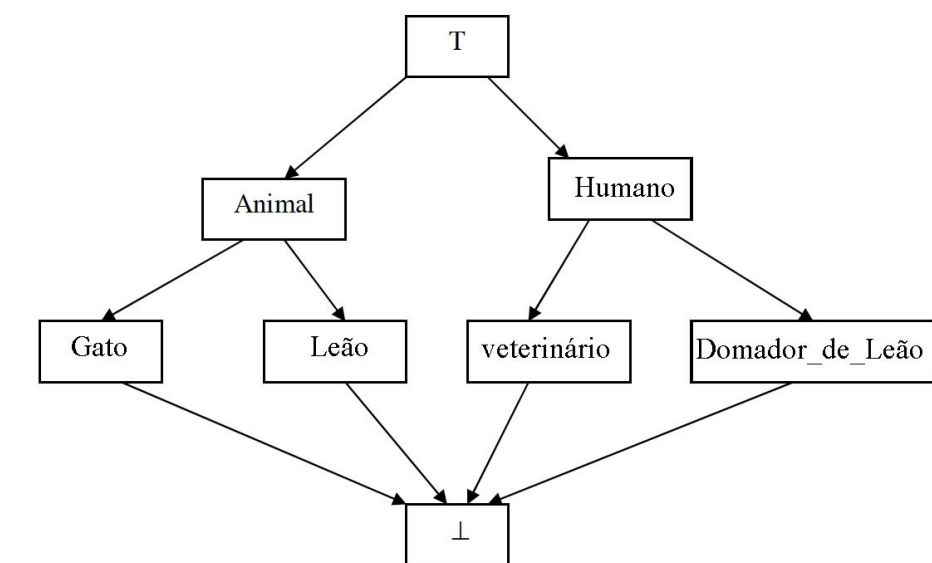 T
Animal
Humano
Gato
Leão
veterinário
Domador_de_Leão
⊥